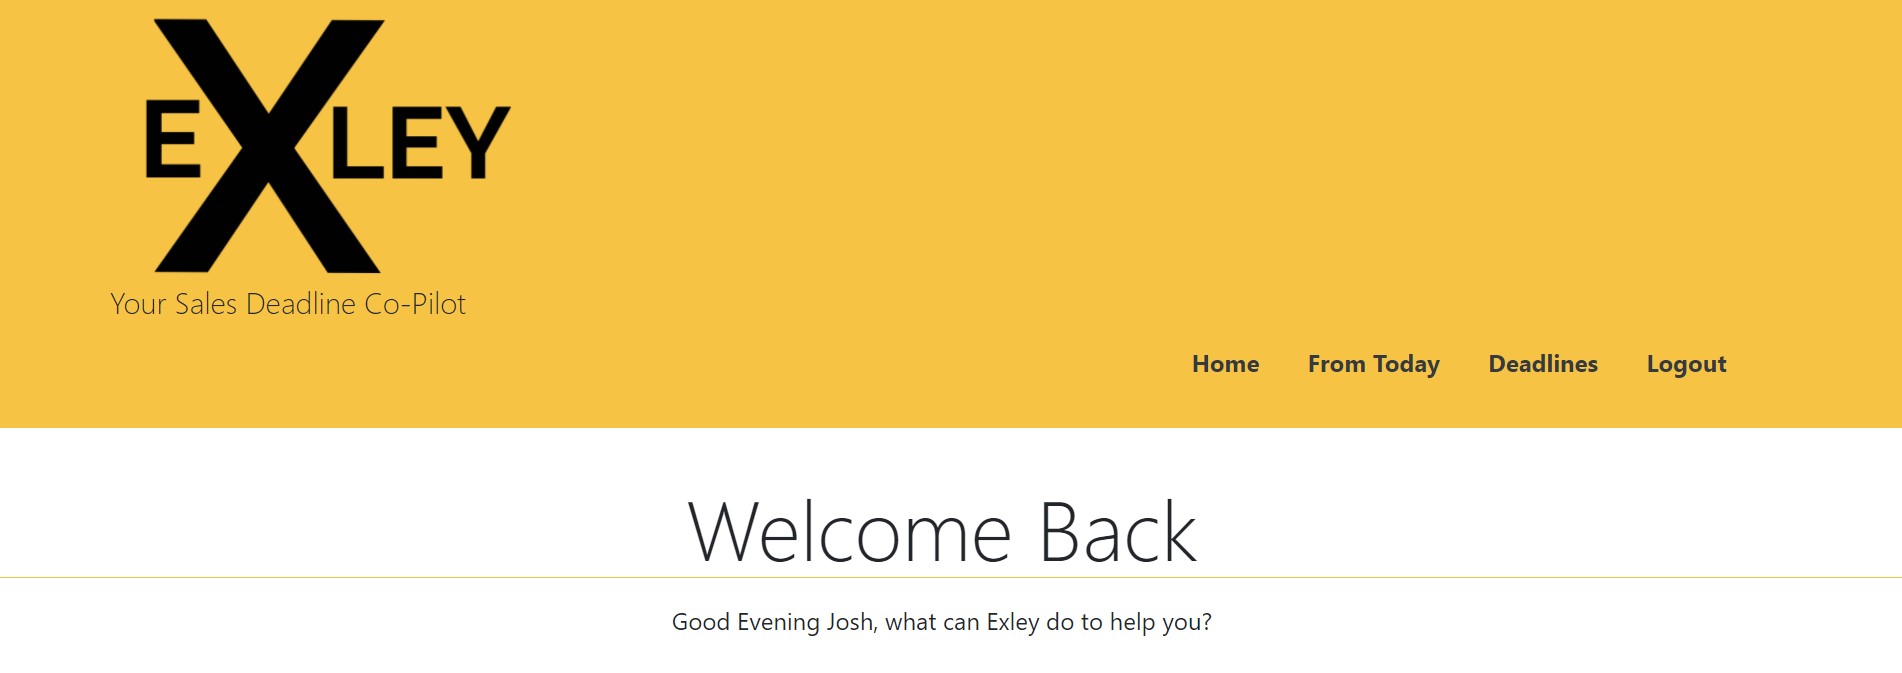 EXLEY
Your Sales Deadline Co-Pilot
Home From Today Deadlines Logout
Welcome Back
Good Evening Josh, what can Exley do to help you?